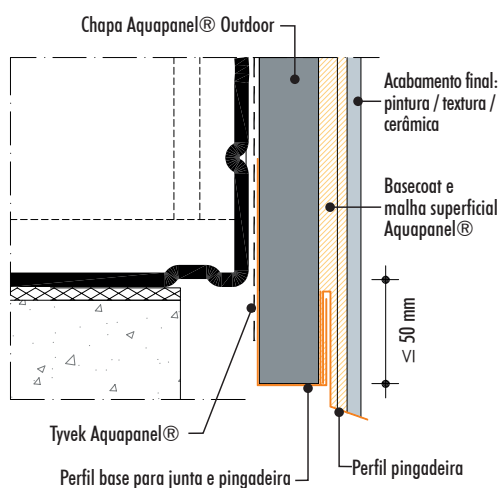 Chapa Aquapanel® Outdoor
Acabamento final:
pintura / textura /
cerâmica
Basecoat e
malha superficial
Aquapanel®
≤ 50 mm
Tyvek Aquapanel®
Perfil base para junta e pingadeira
Perfil pingadeira